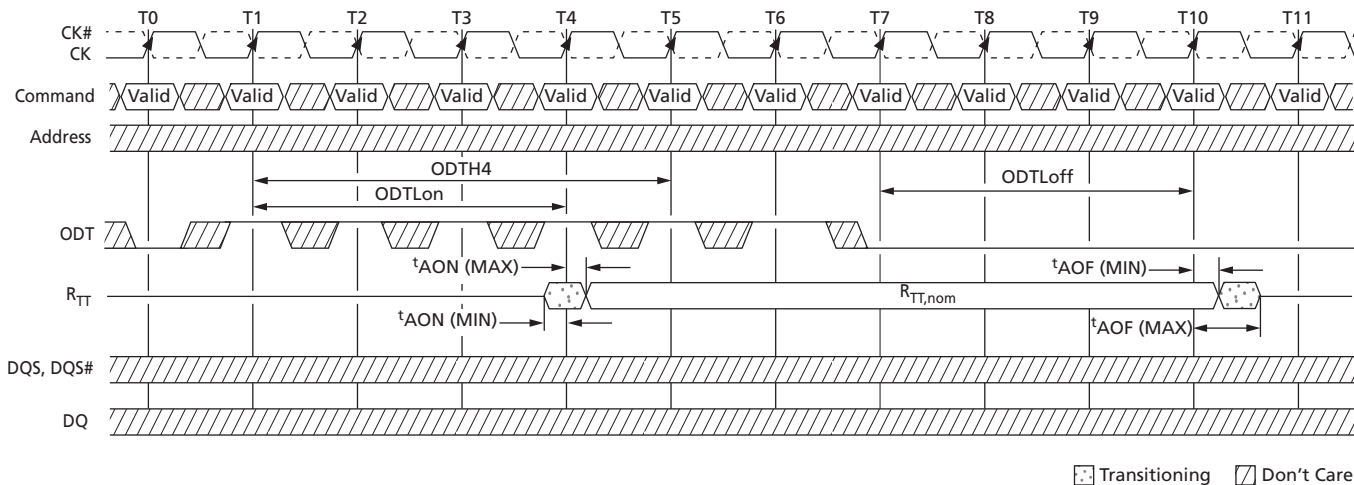 T0 T1 T2 T3 T4 T5 T6 T7 T8 T9 T10 T11
CK#
CK
Command Valid Valid Valid Valid Valid Valid Valid Valid Valid Valid Valid Valid
Address
ODTH4
ODTLoff
ODTLon
ODT
tAON (MAX) tAOF (MIN)
RTT RTT,nom
tAON (MIN) tAOF (MAX)
DQS, DQS#
DQ
Transitioning Don't Care